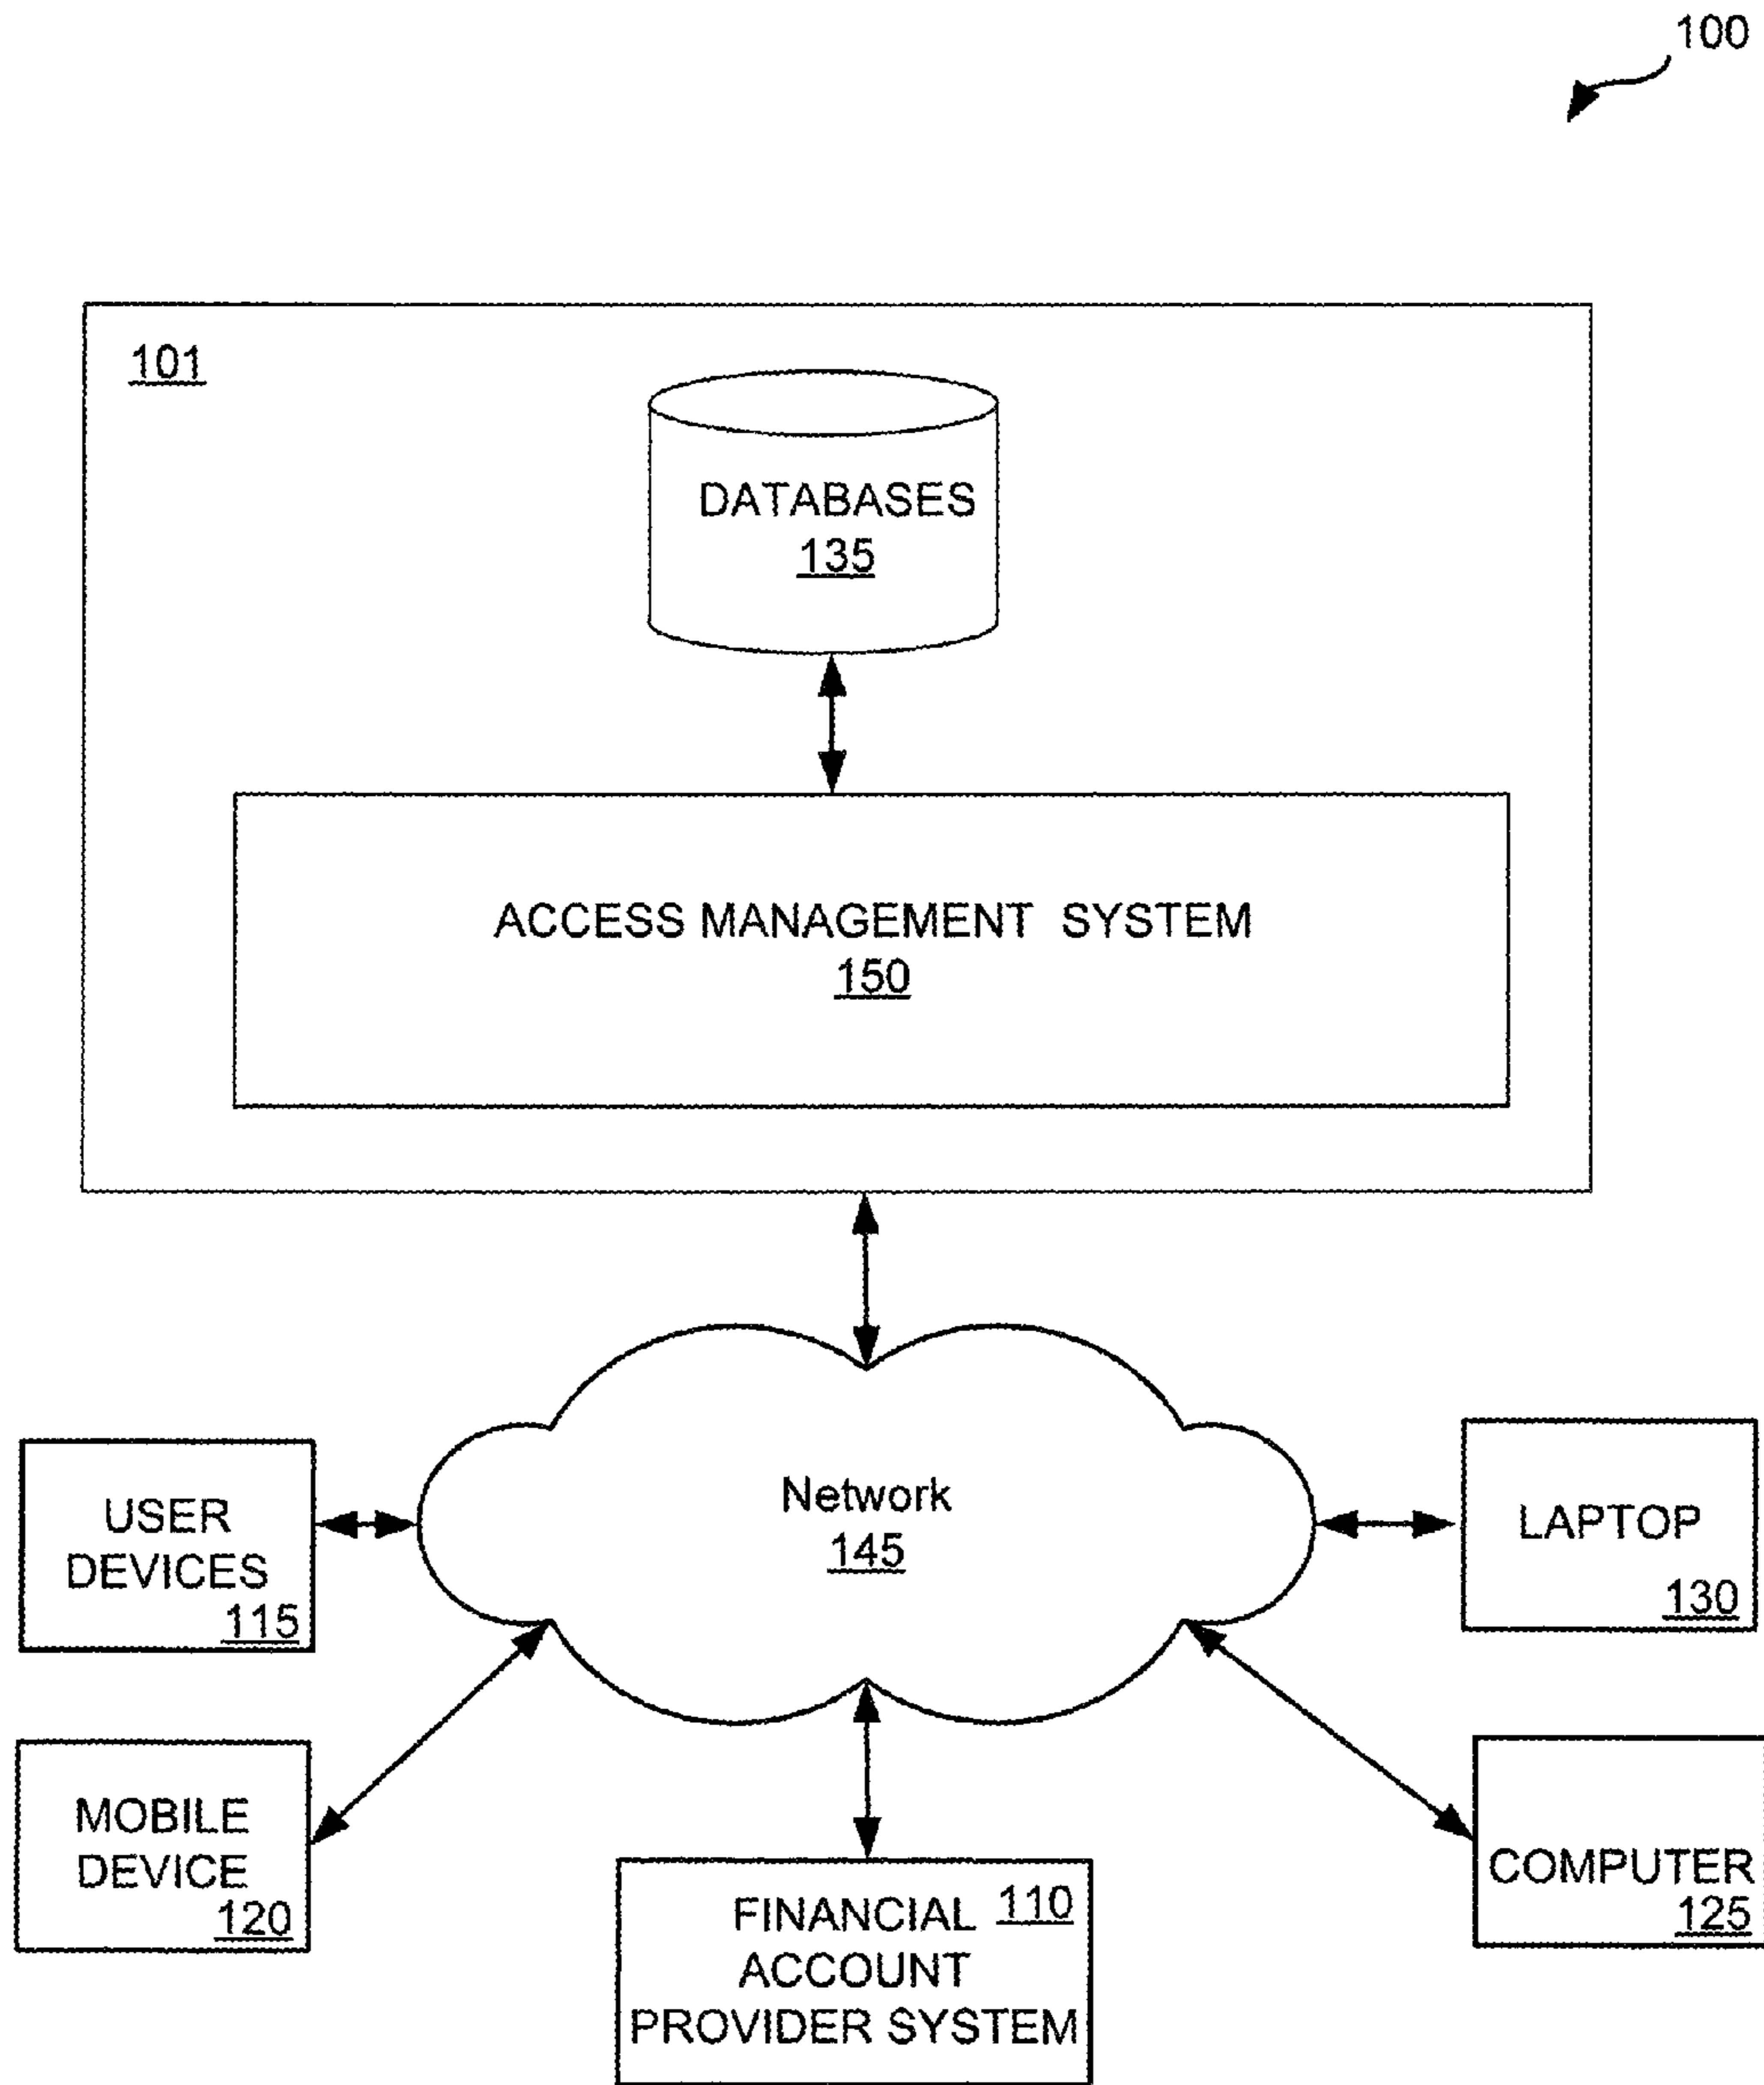 100
101
DATABASES
135
ACCESS MANAGEMENT SYSTEM
150
Network
145
USER
DEVICES
115
LAPTOP
130
MOBILE
DEVICE
120
FINANCIAL 110
ACCOUNT
PROVIDER SYSTEM
COMPUTER
125